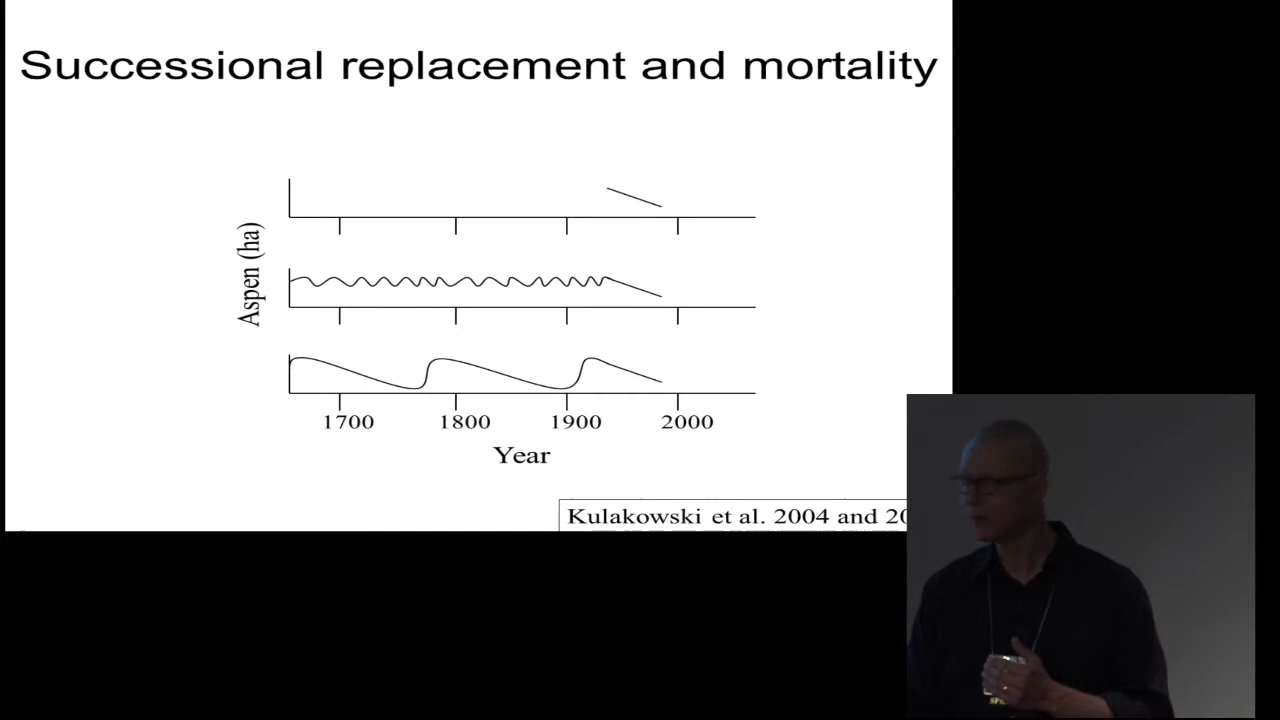 Successional replacement and mortality
Aspen (ha)
1700 1800 1900 2000
Year
Kulakowski et al. 2004 and 20